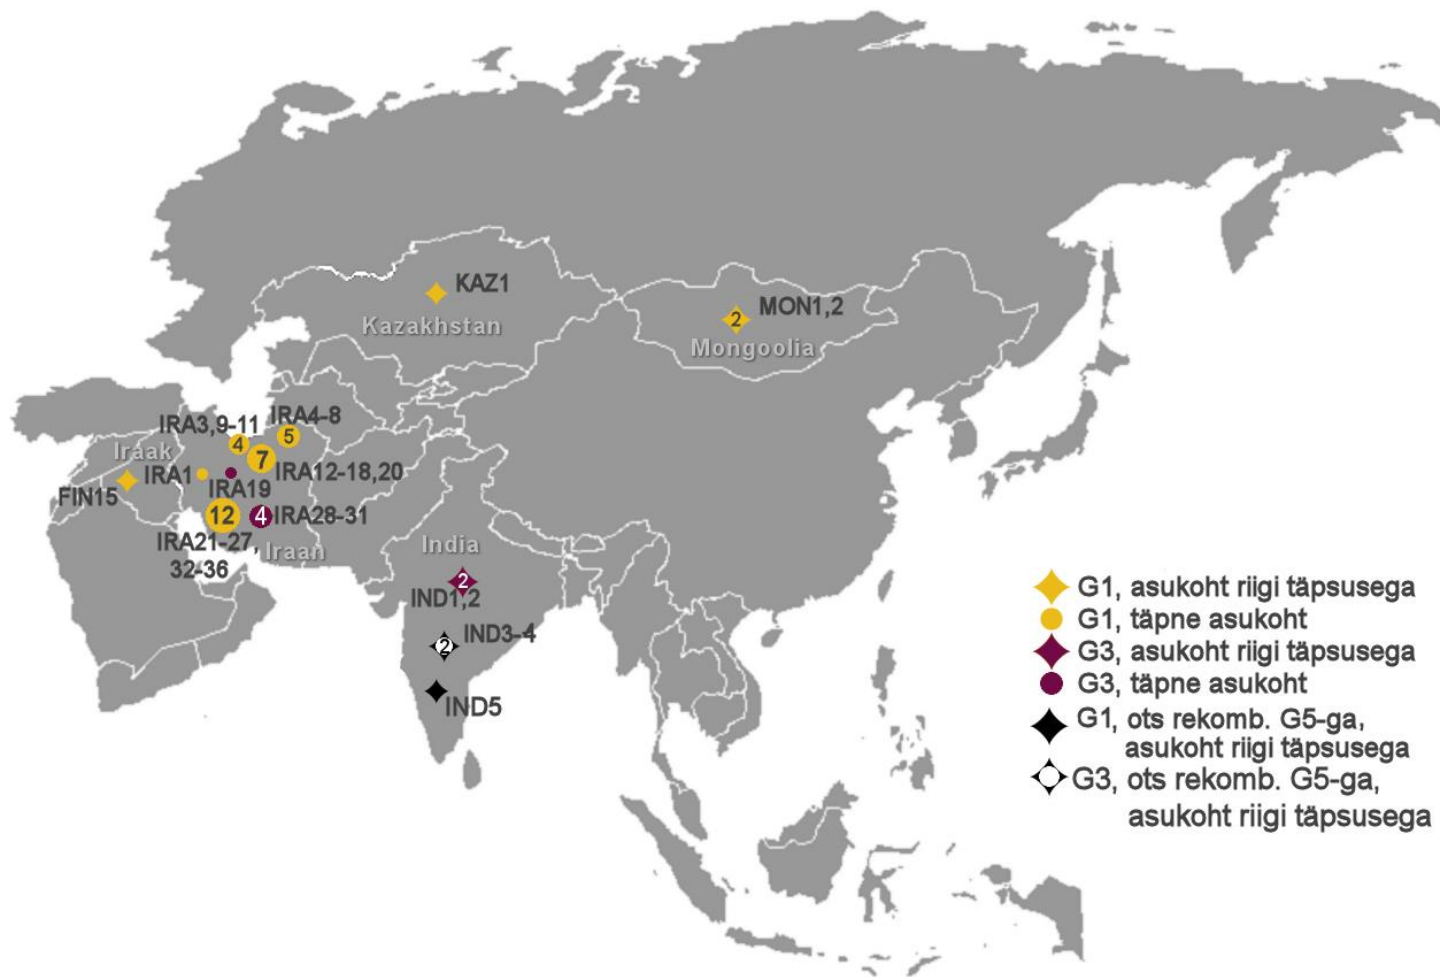 KAZ1
Kazakhstan
2
MON1,2
Mongoolia
IRA3,9-11
IRA4-8
4
5
Iraak
7
IRA1
IRA12-18,20
FIN15
IRA19
12
4
IRA28-31
IRA21-27,
32-36
Iraan
India
2
IND1,2
2
IND3-4
IND5
G1, asukoht riigi täpsusega
G1, täpne asukoht
G3, asukoht riigi täpsusega
G3, täpne asukoht
G1, ots rekomb. G5-ga,
asukoht riigi täpsusega
G3, ots rekomb. G5-ga,
asukoht riigi täpsusega